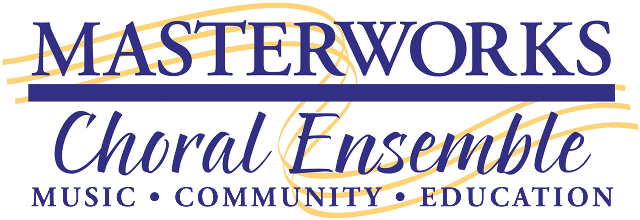 MASTERWORKS
Choral Ensemble
MUSIC • COMMUNITY • EDUCATION